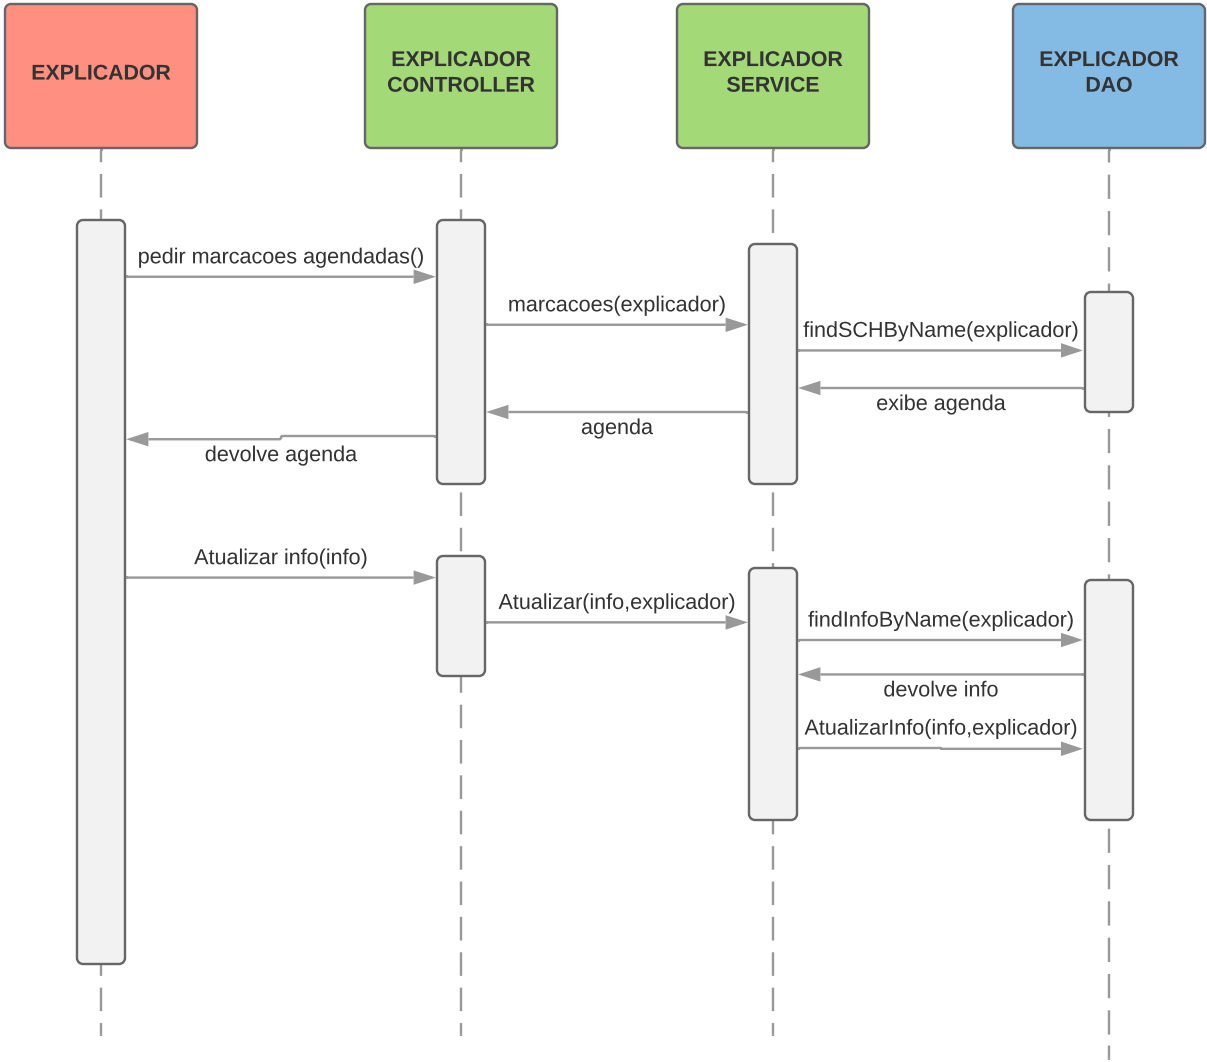 EXPLICADOR
EXPLICADOR
CONTROLLER
EXPLICADOR
SERVICE
EXPLICADOR
DAO
pedir marcacoes agendadas()
marcacoes(explicador)
findSCHByName(explicador)
exibe agenda
agenda
devolve agenda
Atualizar info(info)
Atualizar(info,explicador)
findInfoByName(explicador)
devolve info
AtualizarInfo(info,explicador)